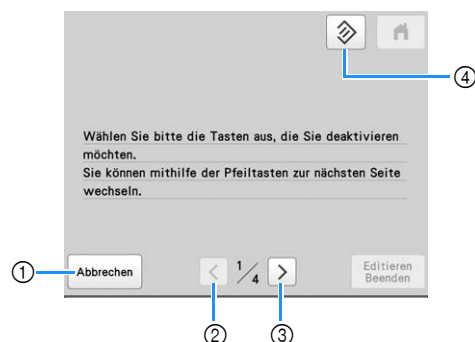 ④
Wählen Sie bitte die Tasten aus, die Sie deaktivieren
möchten.
Sie können mithilfe der Pfeiltasten zur nächsten Seite
wechseln.
① Abbrechen 1/4 Editieren
Beenden
② ③